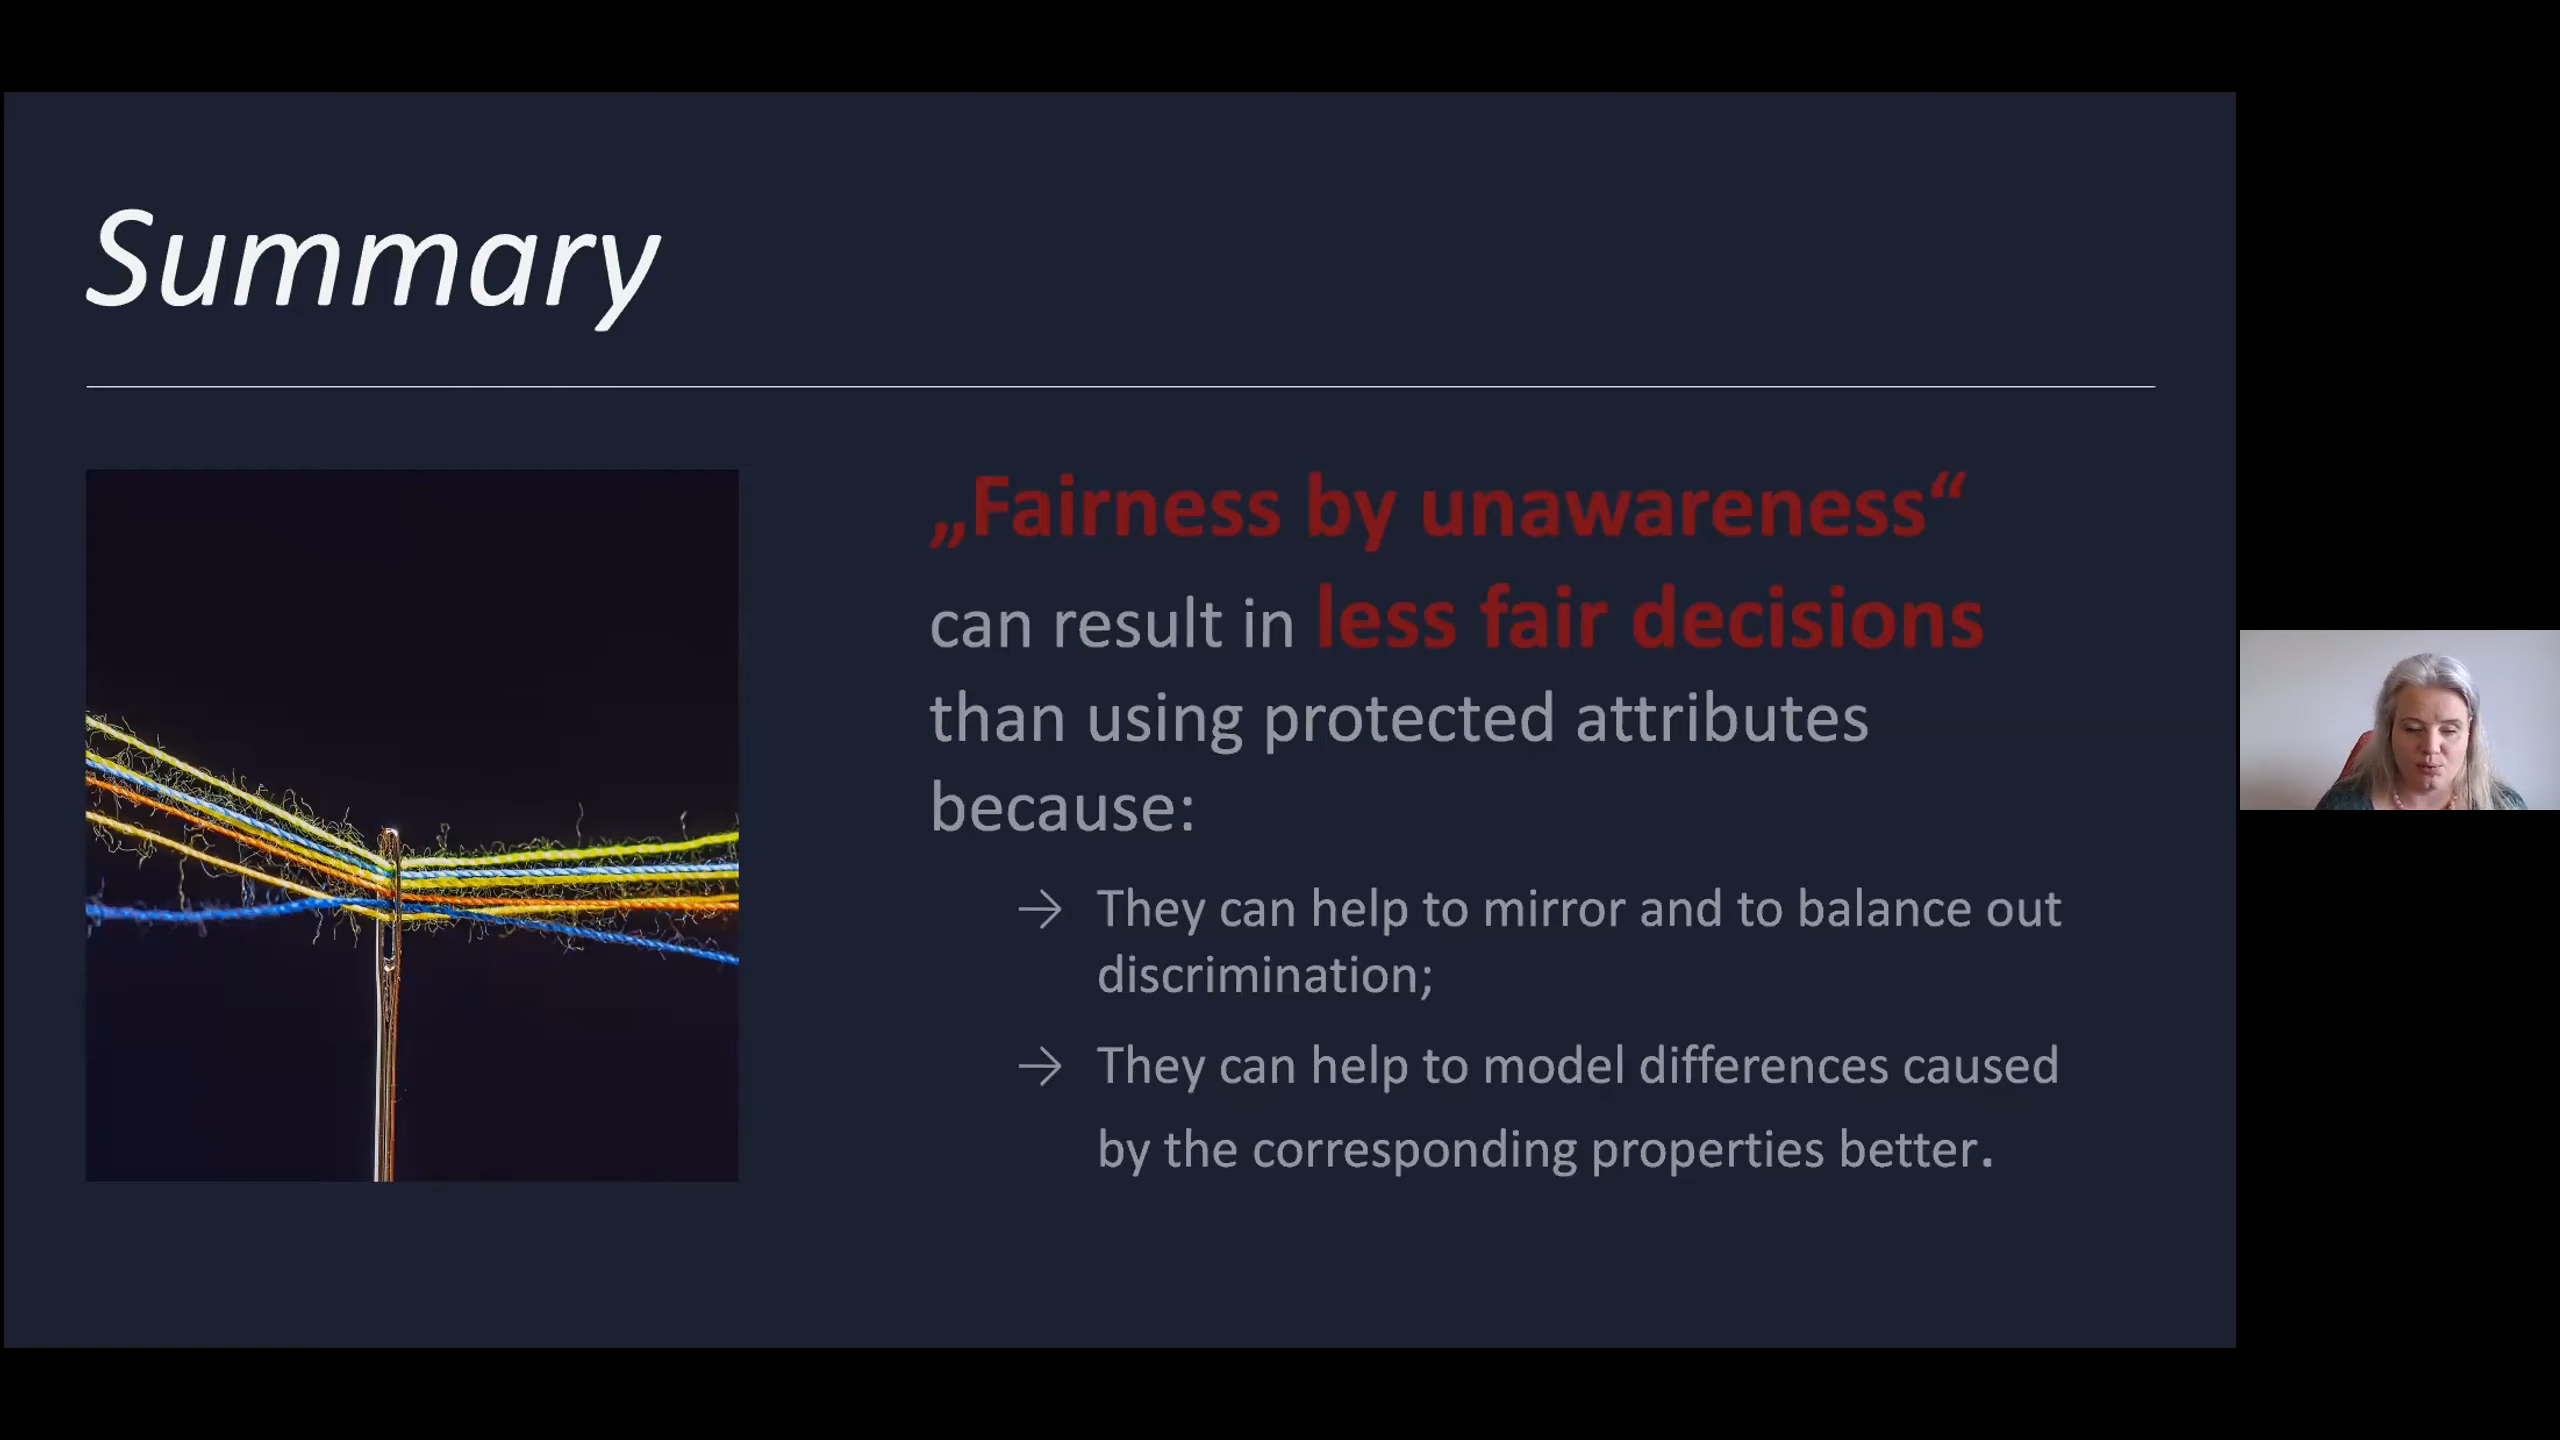 Summary
„Fairness by unawareness“
can result in less fair decisions
than using protected attributes
because:
→ They can help to mirror and to balance out
discrimination;
→ They can help to model differences caused
by the corresponding properties better.